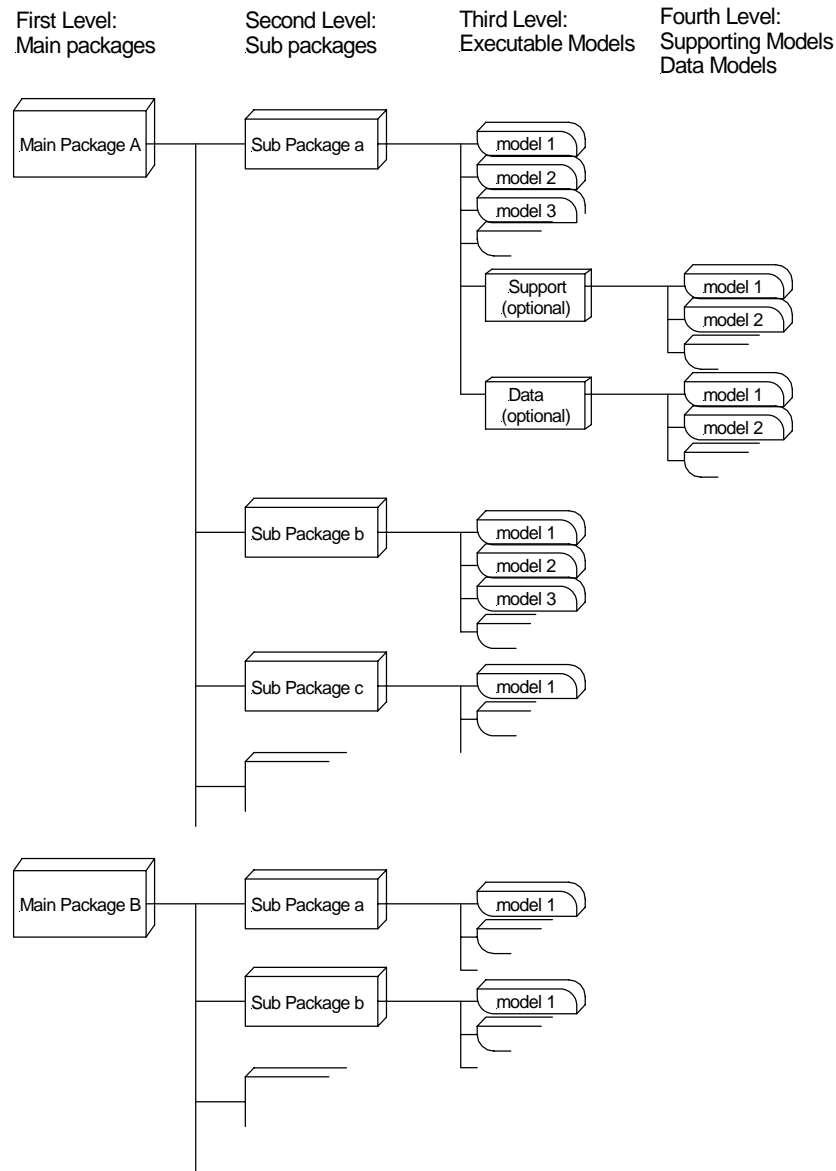 First Level:
Main packages
Second Level:
Sub packages
Third Level:
Executable Models
Fourth Level:
Supporting Models
Data Models
Main Package A
Sub Package a
model 1
model 2
model 3
Support
(optional)
model 1
model 2
Data
(optional)
model 1
model 2
Sub Package b
model 1
model 2
model 3
Sub Package c
model 1
Main Package B
Sub Package a
model 1
Sub Package b
model 1